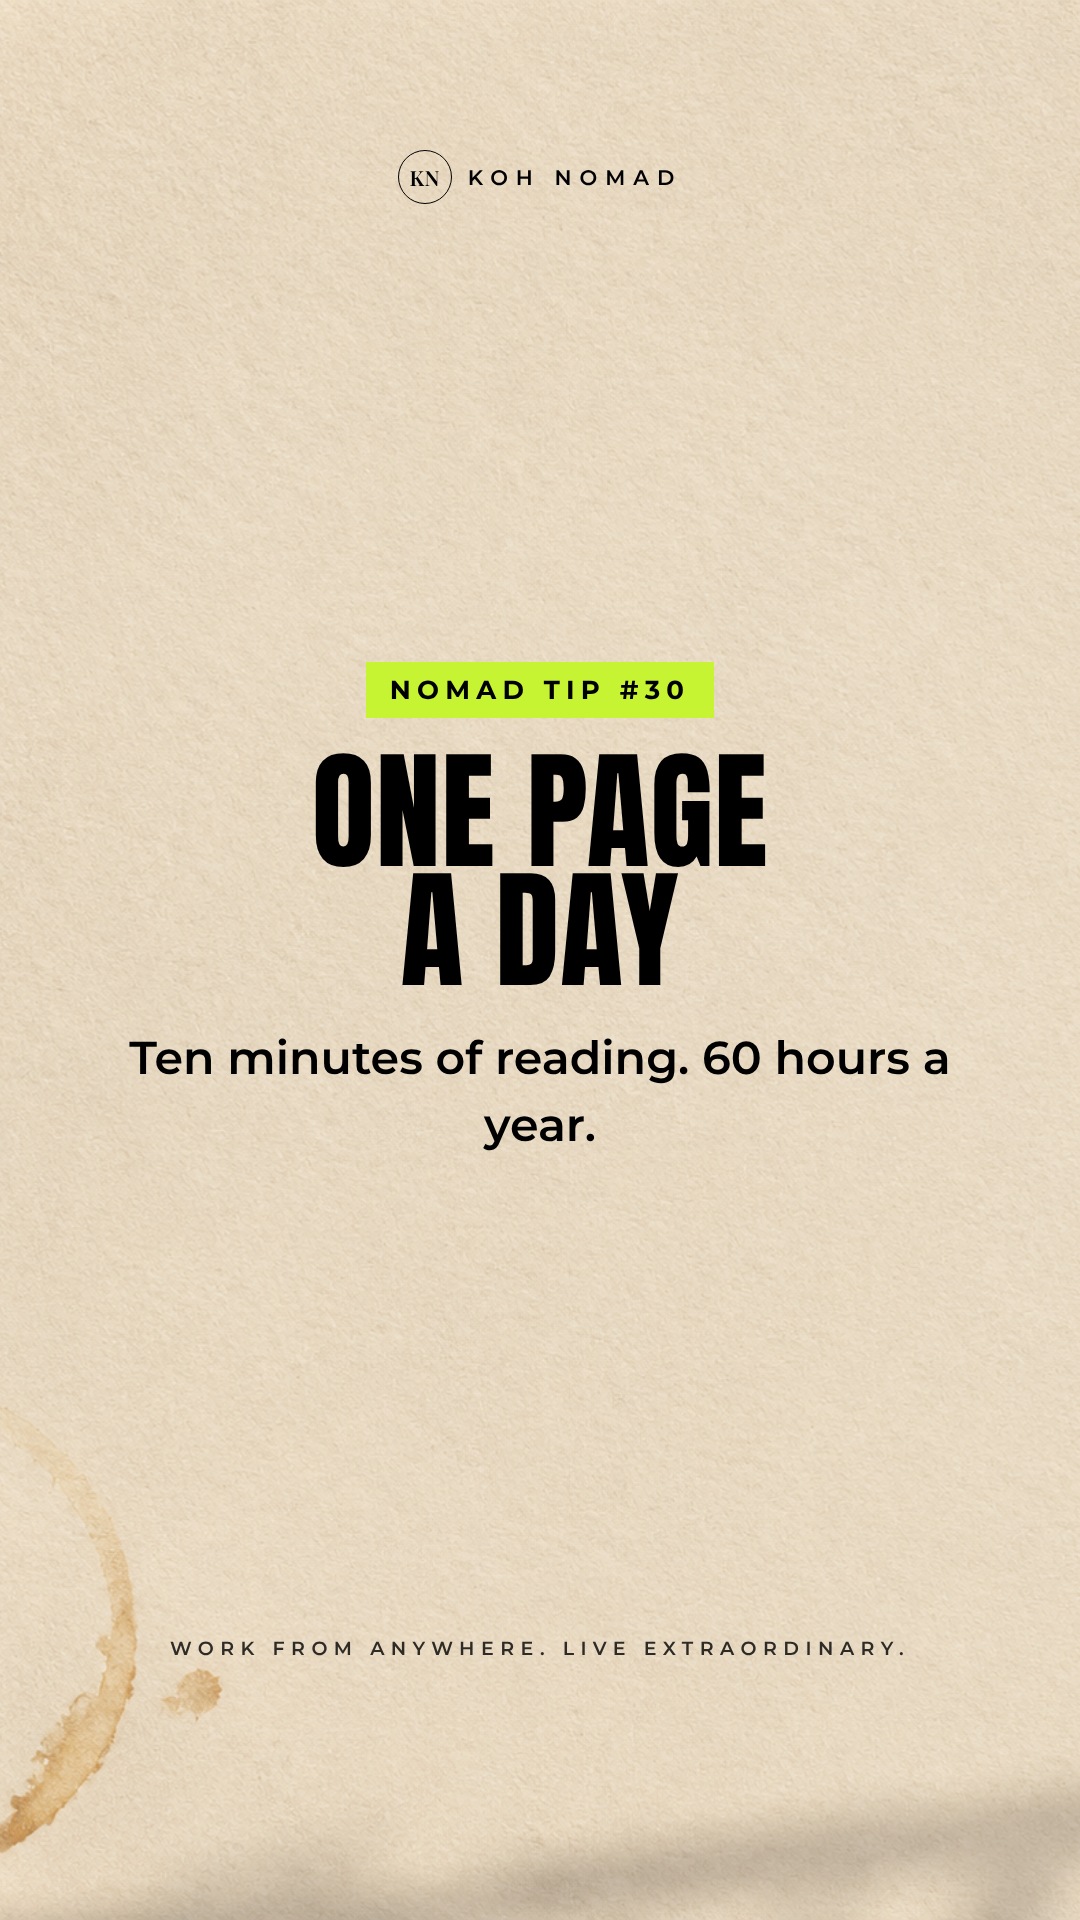 KN KOH NOMAD
NOMAD TIP #30
ONE PAGE
A DAY
Ten minutes of reading. 60 hours a
year.
WORK FROM ANYWHERE. LIVE EXTRAORDINARY.